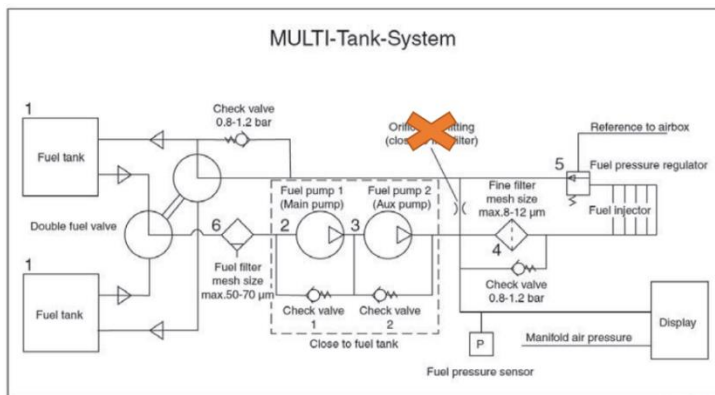 MULTI-Tank-System
1
Fuel tank
Check valve
0.8-1.2 bar
(clos
Reference to airbox
5
Fuel pressure regulator
Double fuel valve
6
Fuel filter
mesh size
max.50-70 µm
2
Fuel pump 1
(Main pump)
3
Fuel pump 2
(Aux pump)
Fine filter
mesh size
max.8-12 µm
4
Fuel injector
1
Fuel tank
Check valve
1
Check valve
2
Close to fuel tank
Check valve
0.8-1.2 bar
P
Fuel pressure sensor
Manifold air pressure
Display